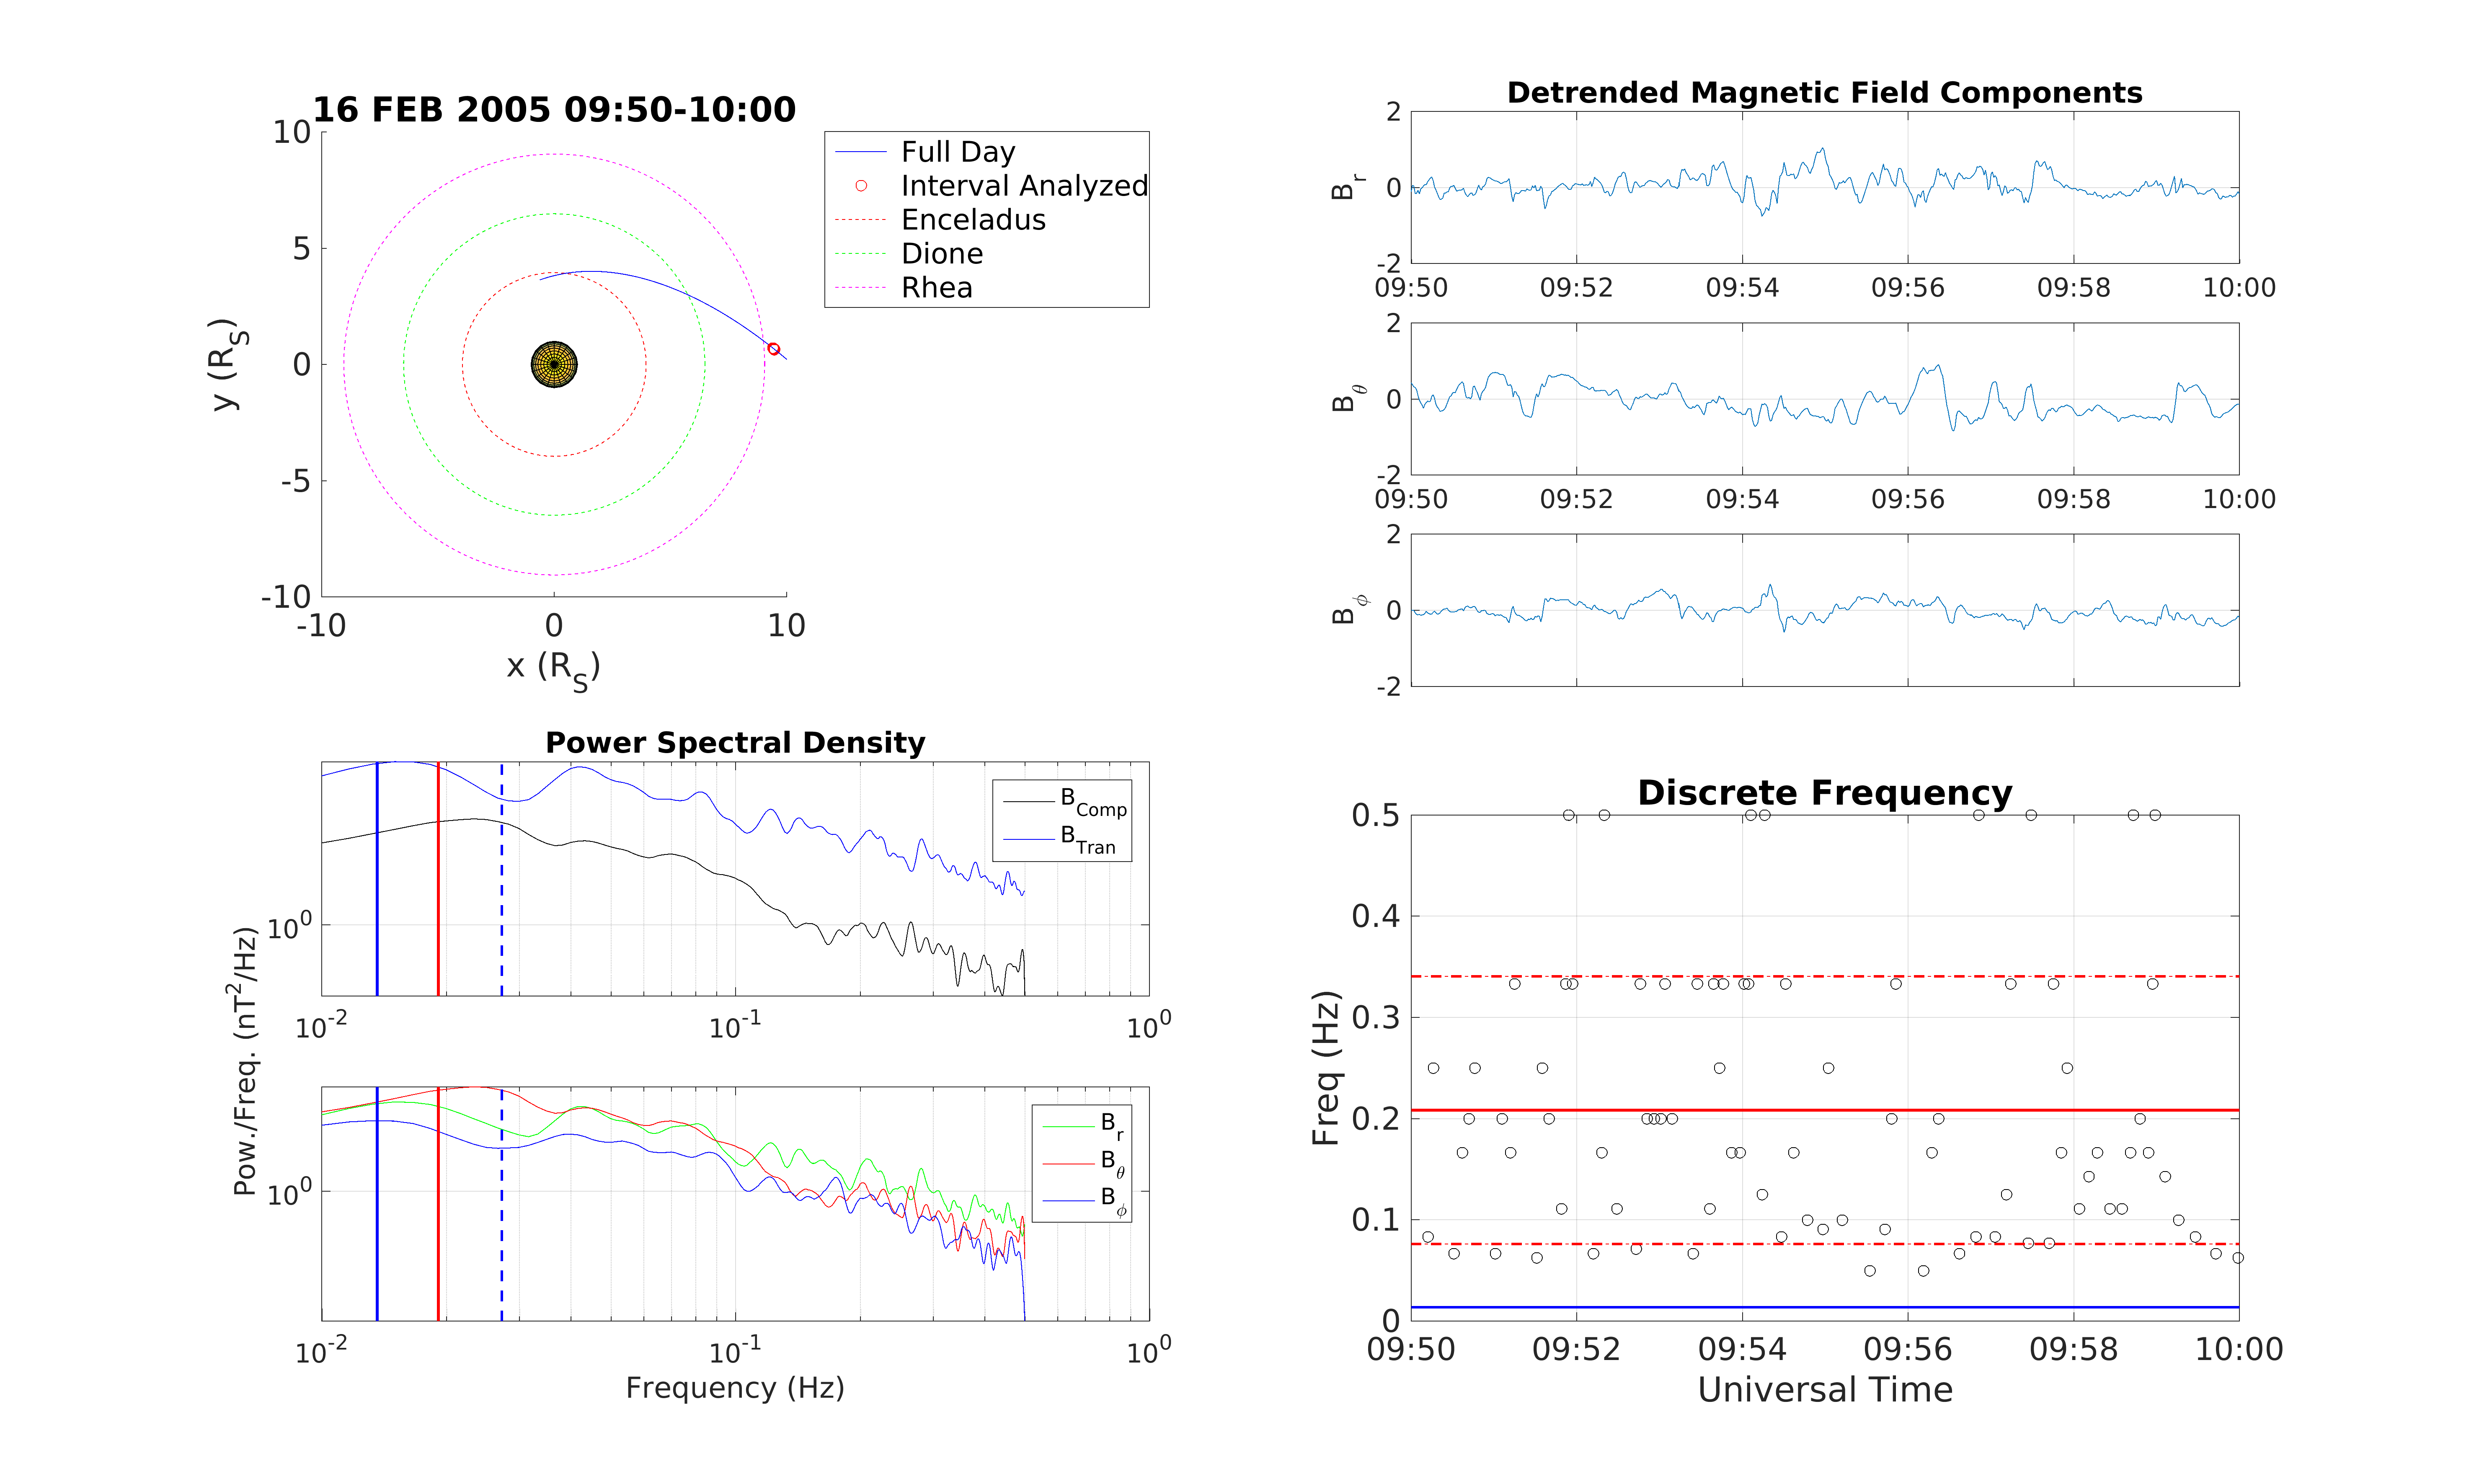 16 FEB 2005 09:50-10:00
10
5
0
-5
-10
-10 0 10
y (R_S)
x (R_S)
Full Day
Interval Analyzed
Enceladus
Dione
Rhea
Detrended Magnetic Field Components
2
0
-2
B_r
09:50 09:52 09:54 09:56 09:58 10:00
2
0
-2
B_θ
09:50 09:52 09:54 09:56 09:58 10:00
2
0
-2
B_ϕ
Power Spectral Density
B_Comp
B_Tran
10^0
10^-2 10^-1 10^0
B_r
B_θ
B_ϕ
10^0
10^-2 10^-1 10^0
Pow./Freq. (nT^2/Hz)
Frequency (Hz)
Discrete Frequency
0.5
0.4
0.3
0.2
0.1
0
Freq (Hz)
09:50 09:52 09:54 09:56 09:58 10:00
Universal Time